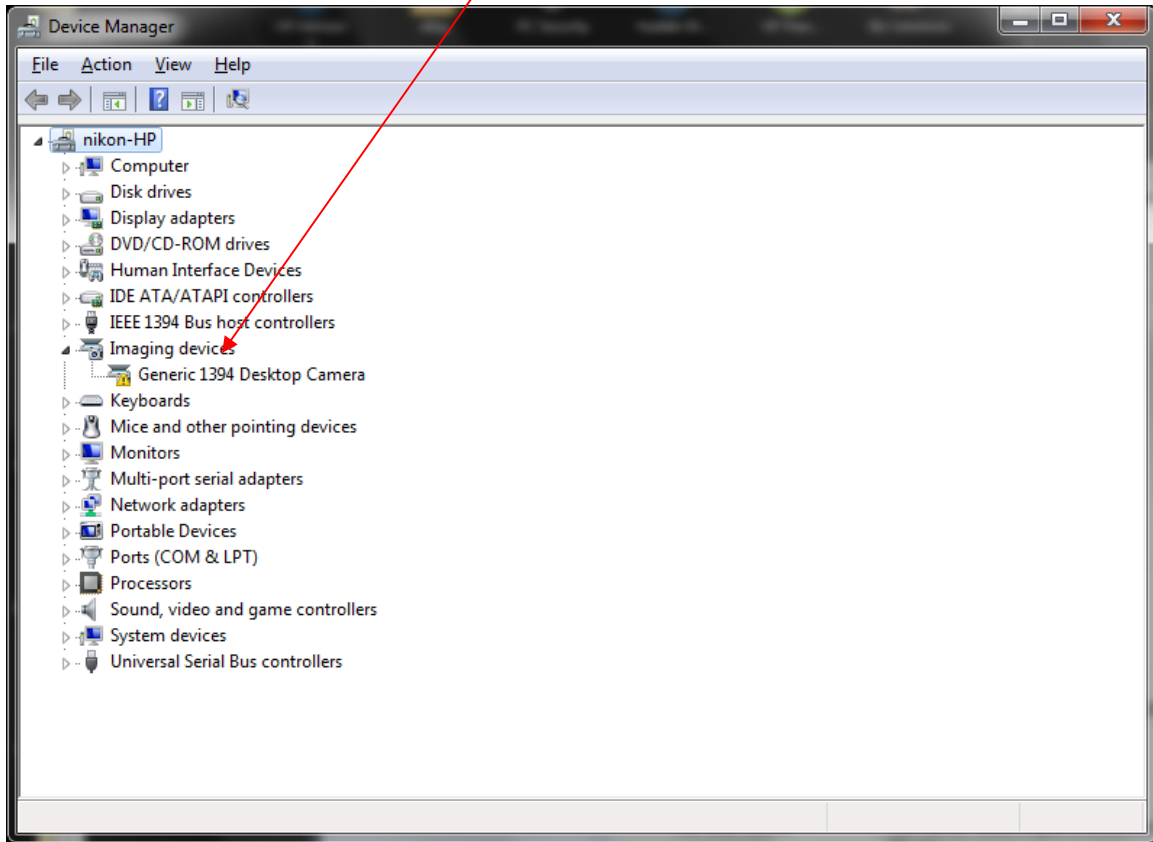 Device Manager
File Action View Help
nikon-HP
Computer
Disk drives
Display adapters
DVD/CD-ROM drives
Human Interface Devices
IDE ATA/ATAPI controllers
IEEE 1394 Bus host controllers
Imaging devices
Generic 1394 Desktop Camera
Keyboards
Mice and other pointing devices
Monitors
Multi-port serial adapters
Network adapters
Portable Devices
Ports (COM & LPT)
Processors
Sound, video and game controllers
System devices
Universal Serial Bus controllers